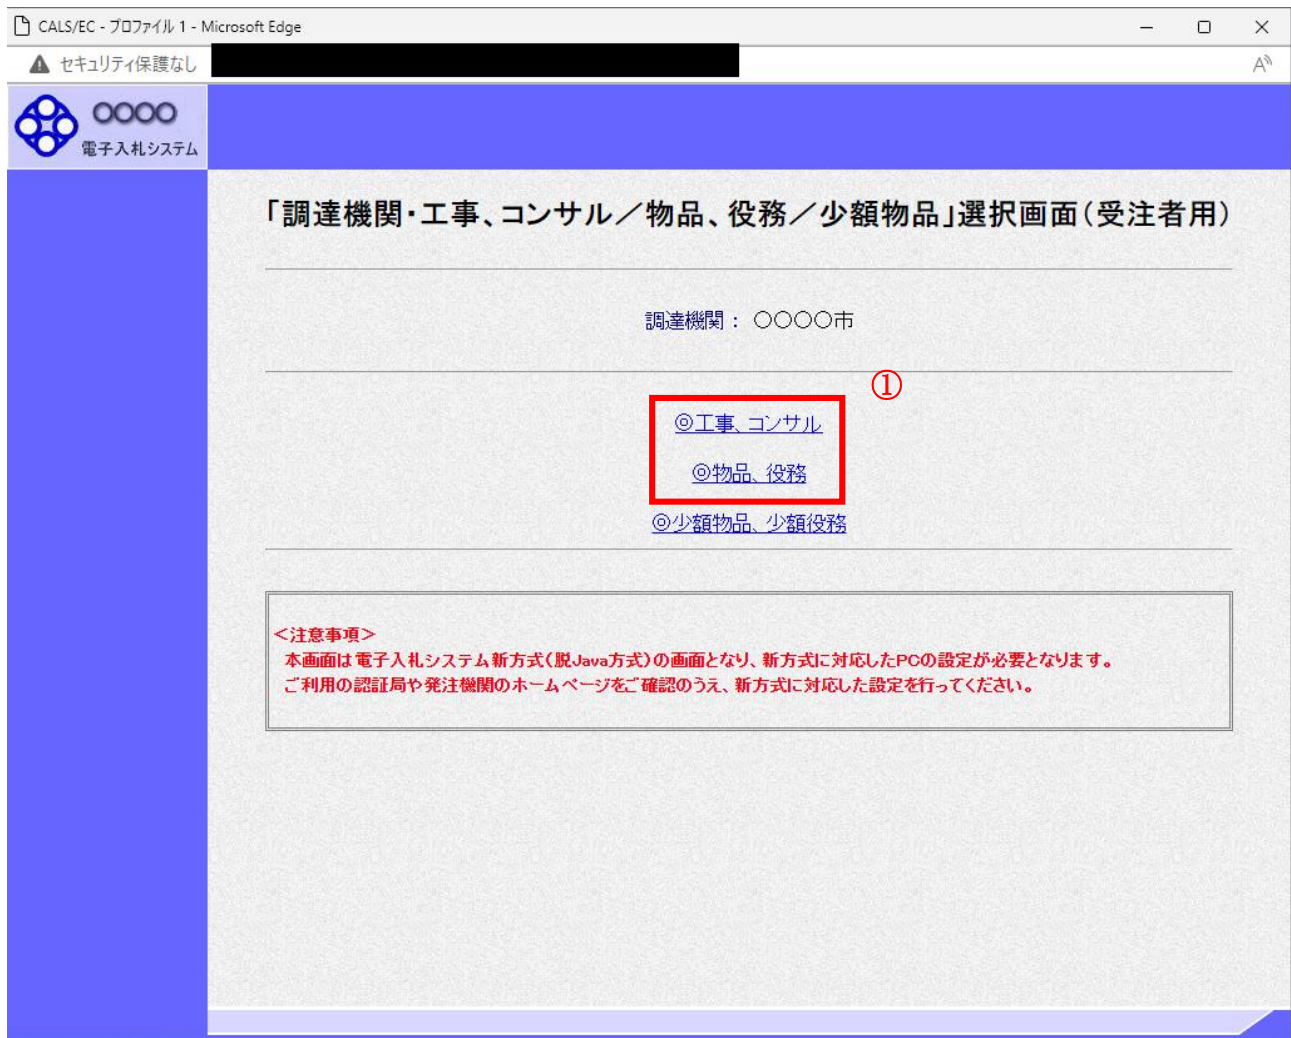 CALS/EC - プロファイル 1 - Microsoft Edge
セキュリティ保護なし
〇〇〇〇
電子入札システム
「調達機関・工事、コンサル／物品、役務／少額物品」選択画面（受注者用）
調達機関： 〇〇〇〇市
①
◎工事、コンサル
◎物品、役務
◎少額物品、少額役務
＜注意事項＞
本画面は電子入札システム新方式（脱Java方式）の画面となり、新方式に対応したPCの設定が必要となります。
ご利用の認証局や発注機関のホームページをご確認のうえ、新方式に対応した設定を行ってください。